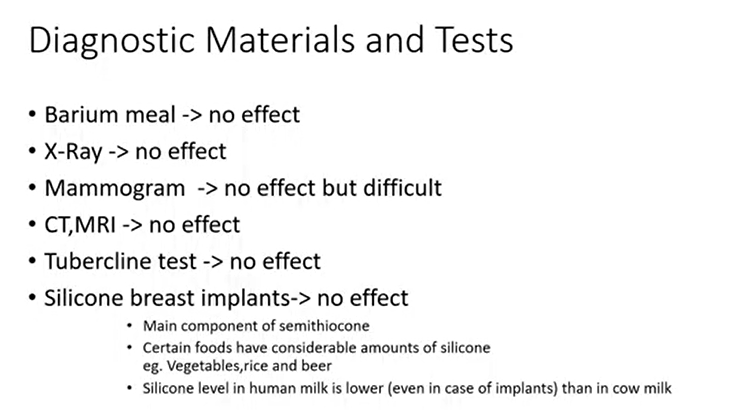 Diagnostic Materials and Tests
• Barium meal -> no effect
• X-Ray -> no effect
• Mammogram -> no effect but difficult
• CT,MRI -> no effect
• Tubercline test -> no effect
• Silicone breast implants-> no effect
• Main component of semithiocone
• Certain foods have considerable amounts of silicone
eg. Vegetables,rice and beer
• Silicone level in human milk is lower (even in case of implants) than in cow milk